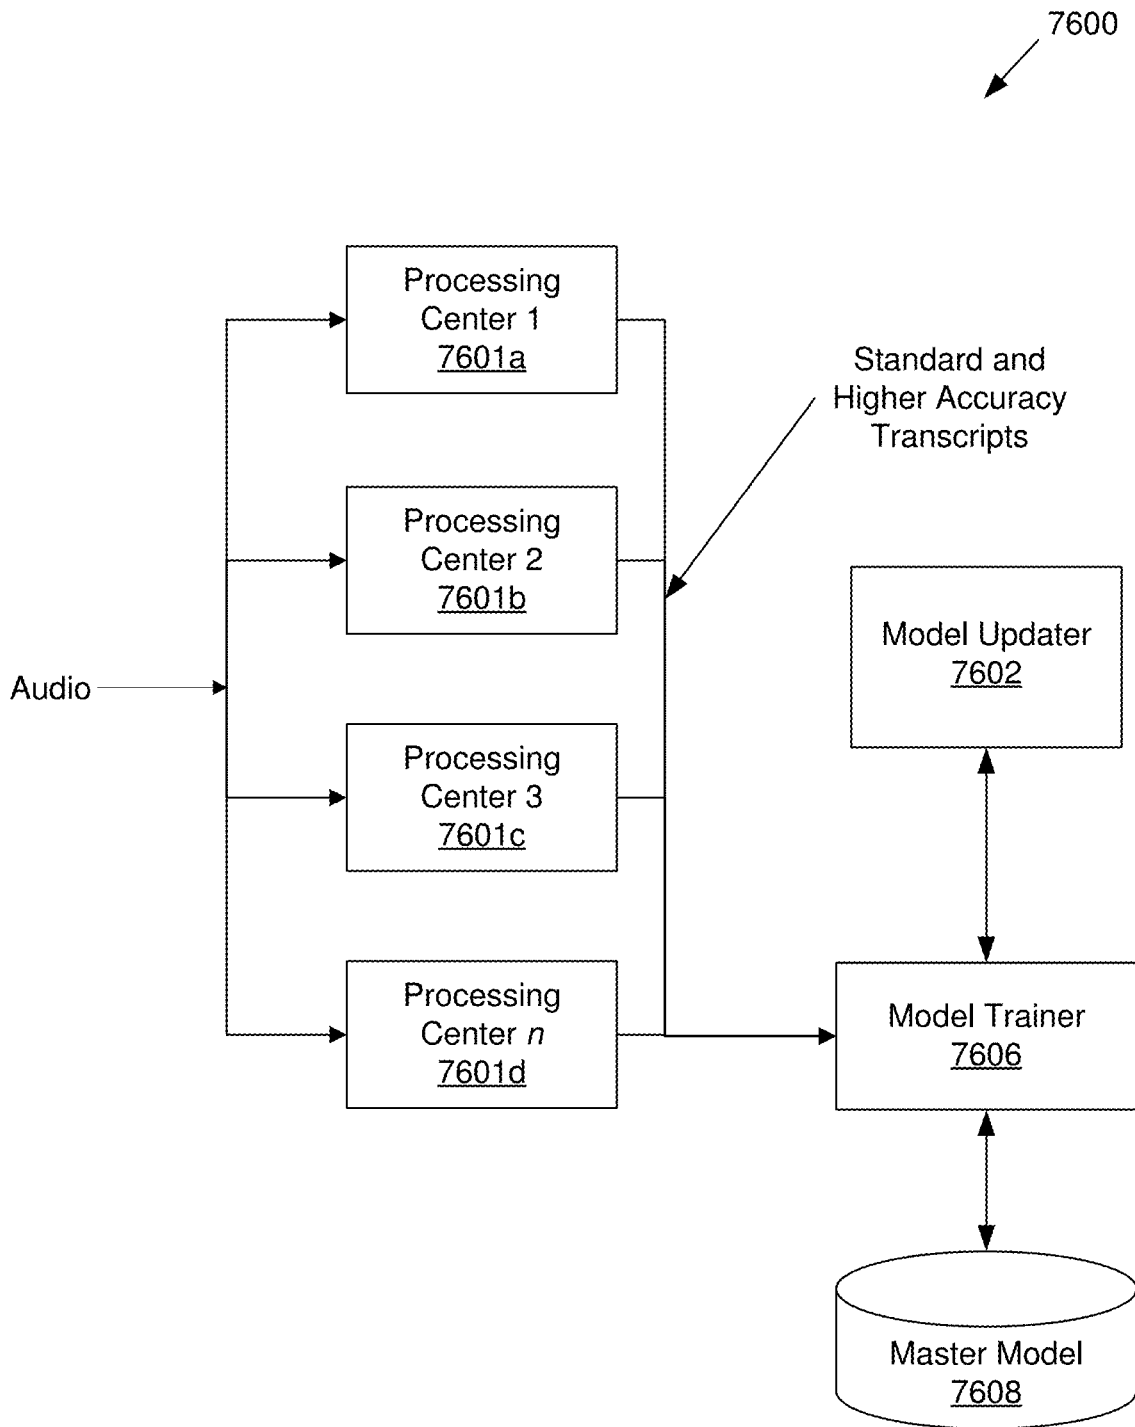 7600
Processing
Center 1
7601a
Standard and
Higher Accuracy
Transcripts
Processing
Center 2
7601b
Model Updater
7602
Audio
Processing
Center 3
7601c
Processing
Center n
7601d
Model Trainer
7606
Master Model
7608